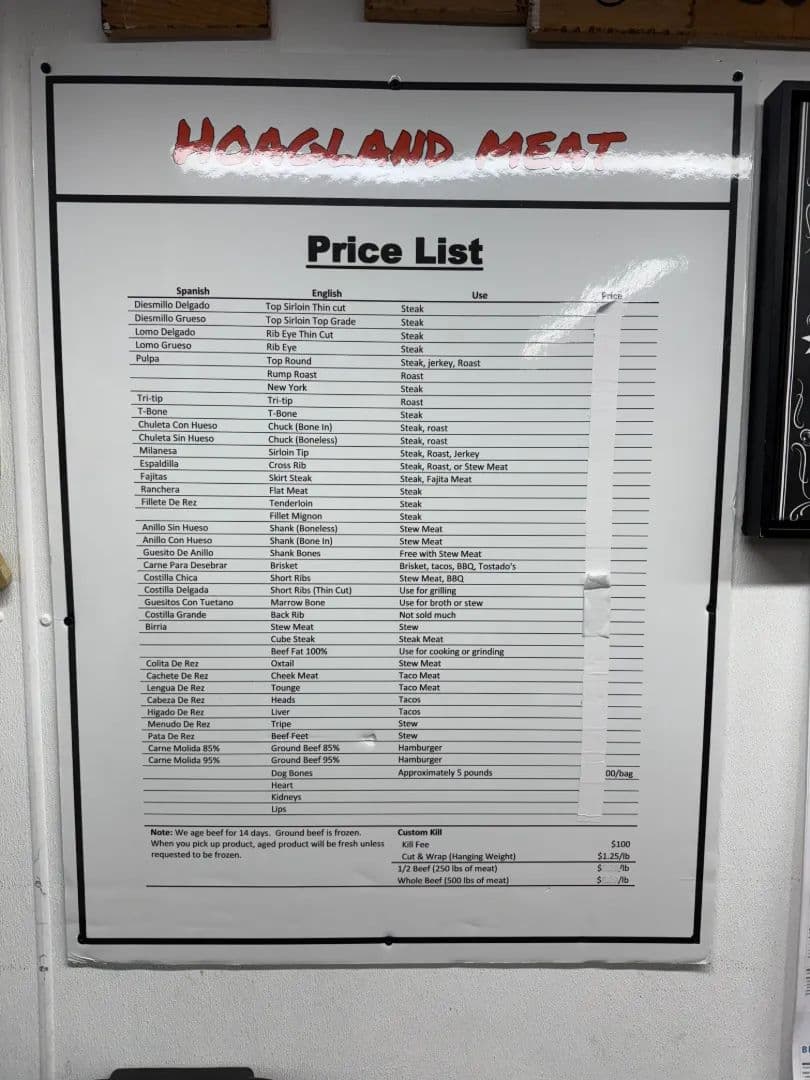 HOAGLAND MEAT
Price List
Spanish English Use Price
Diesmillo Delgado Top Sirloin Thin cut Steak
Diesmillo Grueso Top Sirloin Top Grade Steak
Lomo Delgado Rib Eye Thin Cut Steak
Lomo Grueso Rib Eye Steak
Pulpa Top Round Steak, jerkey, Roast
Rump Roast Roast
New York Steak
Tri-tip Tri-tip Roast
T-Bone T-Bone Steak
Chuleta Con Hueso Chuck (Bone In) Steak, roast
Chuleta Sin Hueso Chuck (Boneless) Steak, roast
Milanesa Sirloin Tip Steak, Roast, Jerkey
Espaldilla Cross Rib Steak, Roast, or Stew Meat
Fajitas Skirt Steak Steak, Fajita Meat
Ranchera Flat Meat Steak
Fillete De Rez Tenderloin Steak
Fillet Mignon Steak
Anillo Sin Hueso Shank (Boneless) Stew Meat
Anillo Con Hueso Shank (Bone In) Stew Meat
Guesito De Anillo Shank Bones Free with Stew Meat
Carne Para Desebrar Brisket Brisket, tacos, BBQ, Tostado's
Costilla Chica Short Ribs Stew Meat, BBQ
Costilla Delgada Short Ribs (Thin Cut) Use for grilling
Guesitos Con Tuetano Marrow Bone Use for broth or stew
Costilla Grande Back Rib Not sold much
Birria Stew Meat Stew
Cube Steak Steak Meat
Beef Fat 100% Use for cooking or grinding
Colita De Rez Oxtail Stew Meat
Cachete De Rez Cheek Meat Taco Meat
Lengua De Rez Tounge Taco Meat
Cabeza De Rez Heads Tacos
Higado De Rez Liver Tacos
Menudo De Rez Tripe Stew
Pata De Rez Beef Feet Stew
Carne Molida 85% Ground Beef 85% Hamburger
Carne Molida 95% Ground Beef 95% Hamburger
Dog Bones Approximately 5 pounds 00/bag
Heart
Kidneys
Lips
Note: We age beef for 14 days. Ground beef is frozen.
When you pick up product, aged product will be fresh unless
requested to be frozen.
Custom Kill
Kill Fee $100
Cut & Wrap (Hanging Weight) $1.25/lb
1/2 Beef (250 lbs of meat) $ /lb
Whole Beef (500 lbs of meat) $ /lb